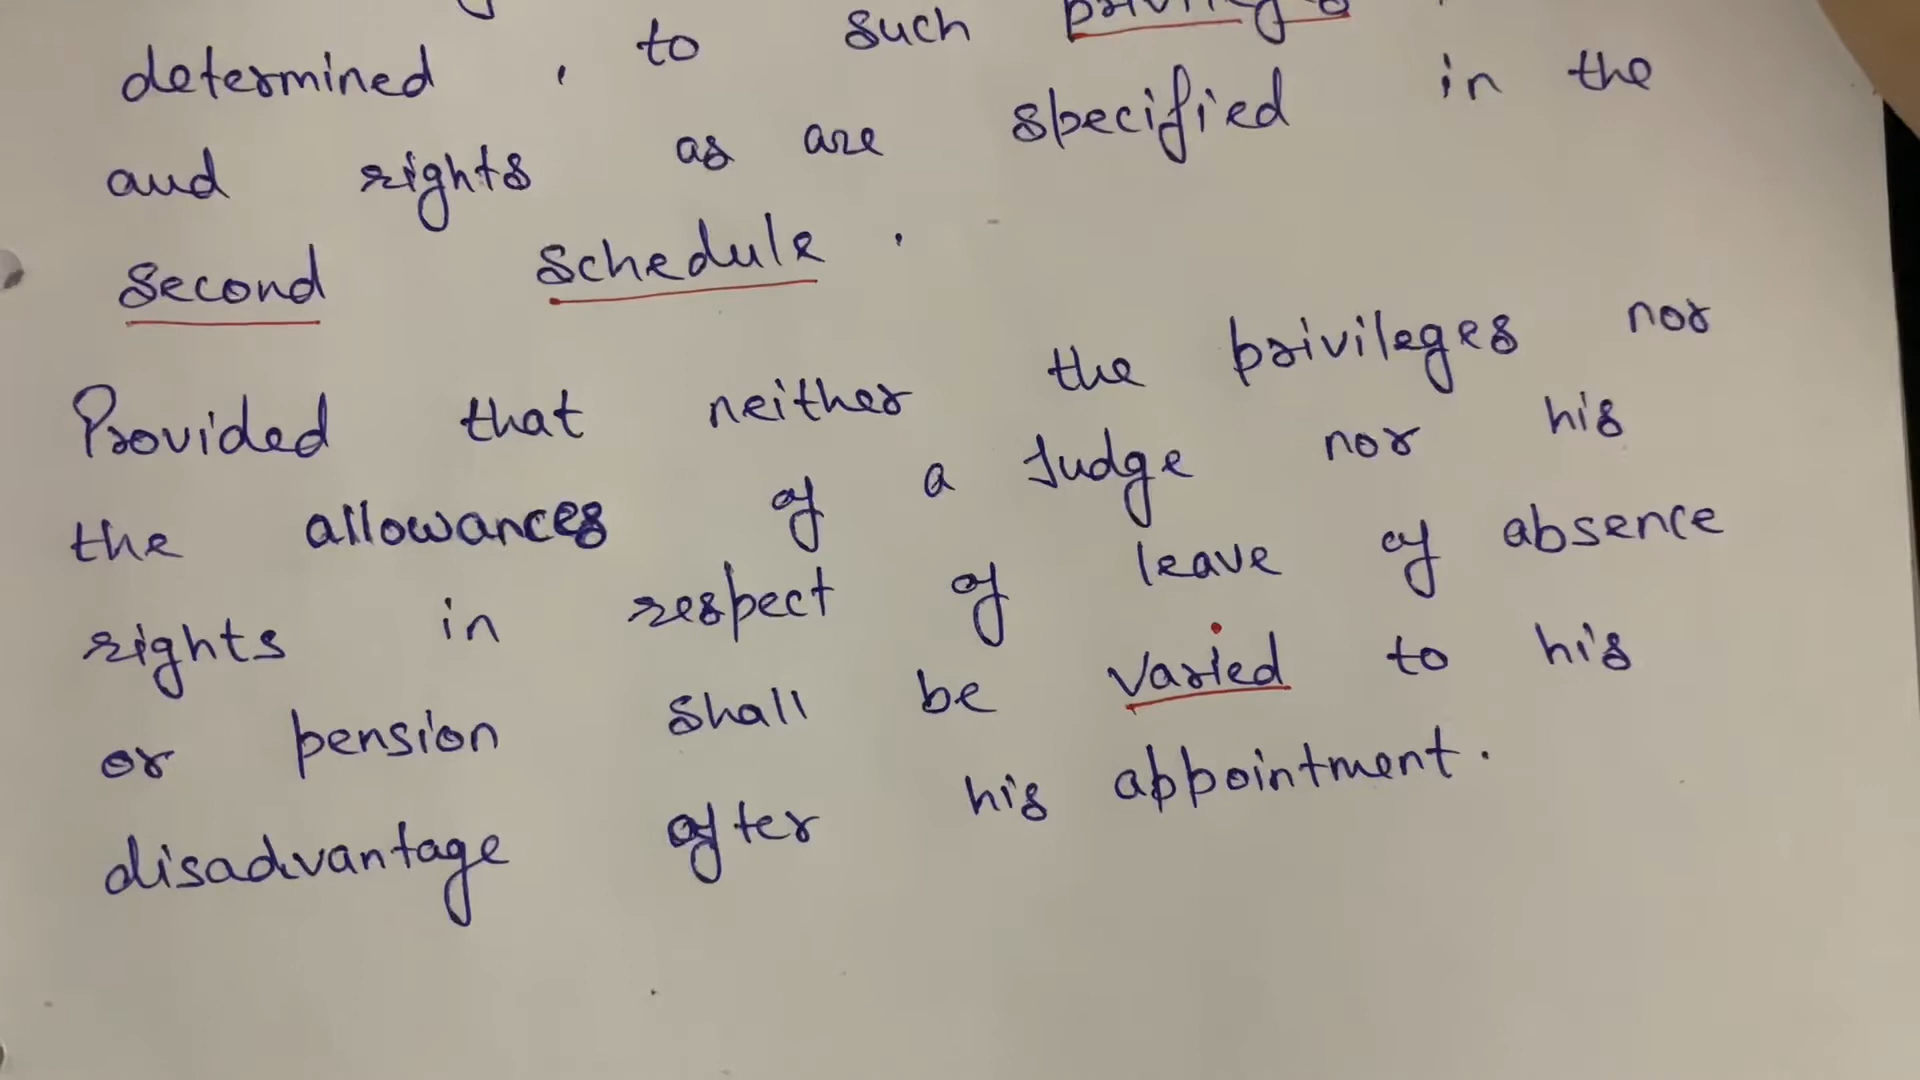 determined , to such
and rights as are specified in the
second schedule .
Provided that neither the privileges nor
the allowances of a Judge nor his
rights in respect of leave of absence
or pension shall be varied to his
disadvantage after his appointment.